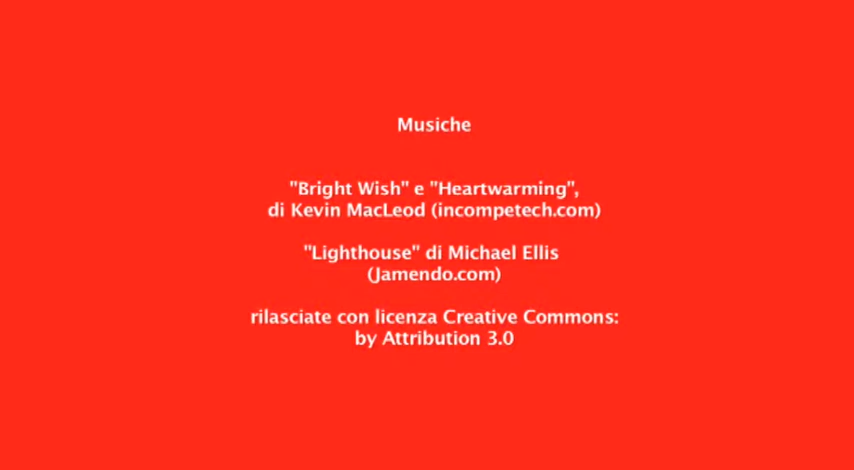 Musiche
"Bright Wish" e "Heartwarming",
di Kevin MacLeod (incompetech.com)
"Lighthouse" di Michael Ellis
(Jamendo.com)
rilasciate con licenza Creative Commons:
by Attribution 3.0